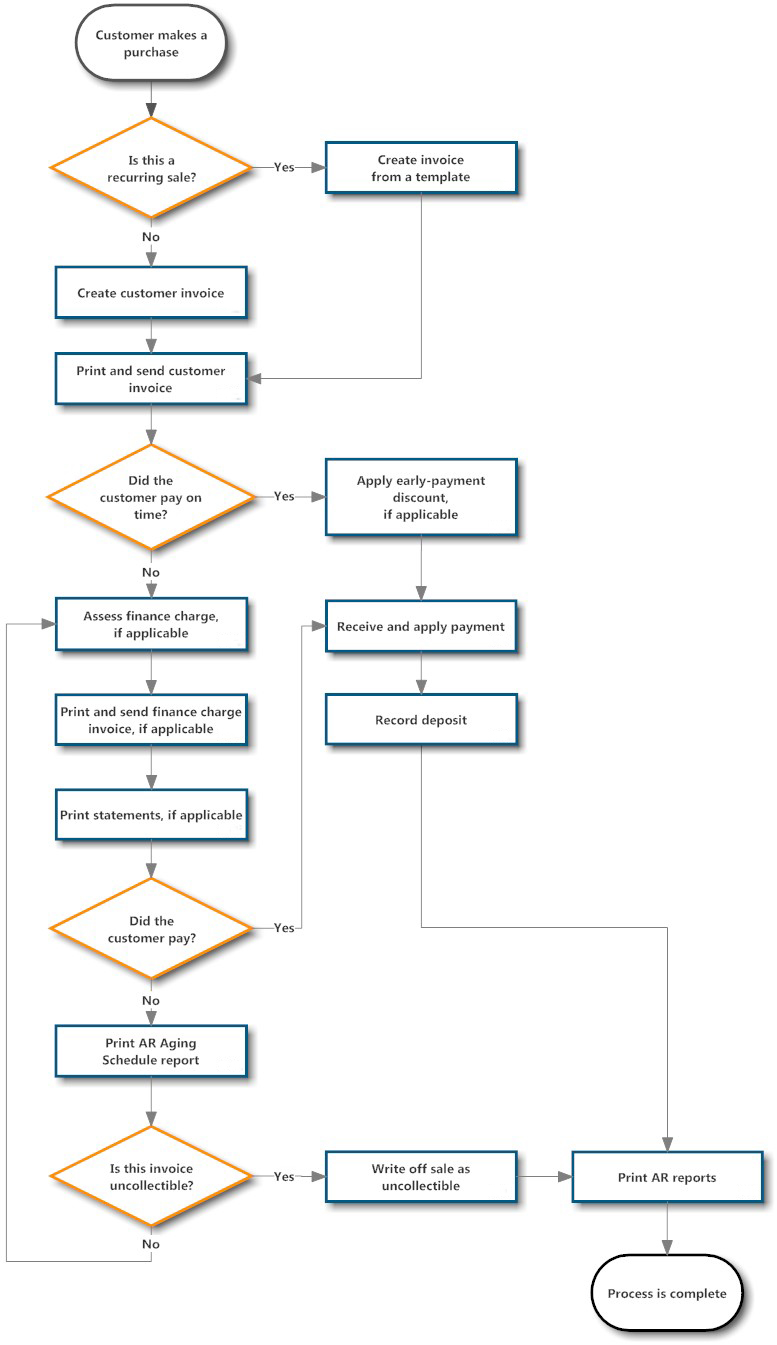 Customer makes a
purchase
Is this a
recurring sale?
Yes
Create invoice
from a template
No
Create customer invoice
Print and send customer
invoice
Did the
customer pay on
time?
Yes
Apply early-payment
discount,
if applicable
No
Assess finance charge,
if applicable
Receive and apply payment
Print and send finance charge
invoice, if applicable
Record deposit
Print statements, if applicable
Did the
customer pay?
Yes
No
Print AR Aging
Schedule report
Is this invoice
uncollectible?
Yes
Write off sale as
uncollectible
Print AR reports
No
Process is complete